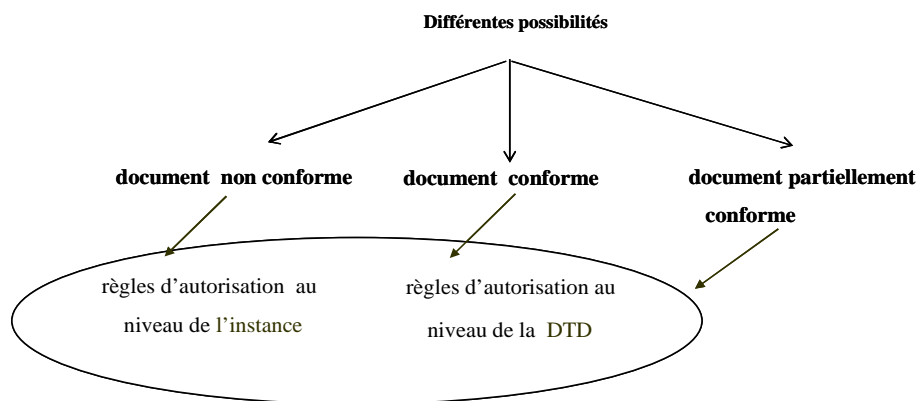 Différentes possibilités
document non conforme
document conforme
document partiellement
conforme
règles d’autorisation au
niveau de l’instance
règles d’autorisation au
niveau de la DTD